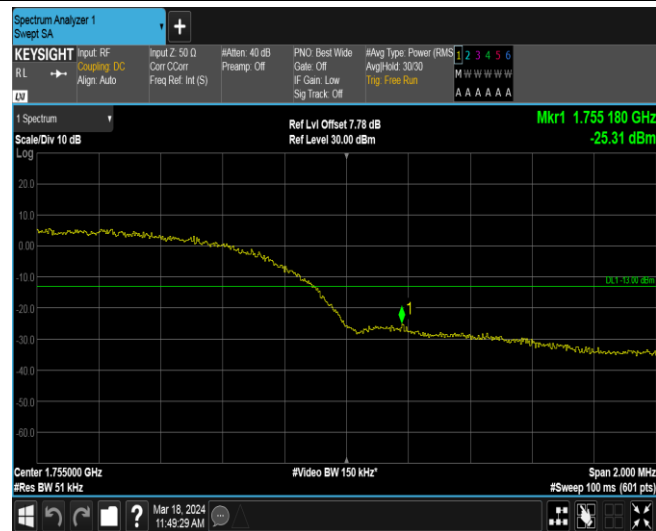 Spectrum Analyzer 1
Swept SA
+
KEYSIGHT
RL
LXI
Input: RF
Coupling: DC
Align: Auto
Input Z: 50 Ω
Corr CCorr
Freq Ref: Int (S)
#Atten: 40 dB
Preamp: Off
PNO: Best Wide
Gate: Off
IF Gain: Low
Sig Track: Off
#Avg Type: Power (RMS
Avg|Hold: 30/30
Trig: Free Run
1 2 3 4 5 6
M W W W W W
A A A A A A
1 Spectrum
Scale/Div 10 dB
Ref Lvl Offset 7.78 dB
Ref Level 30.00 dBm
Mkr1 1.755 180 GHz
-25.31 dBm
Log
20.0
10.0
0.00
-10.0
DL1 -13.00 dBm
-20.0
1
-30.0
-40.0
-50.0
-60.0
Center 1.755000 GHz
#Video BW 150 kHz*
Span 2.000 MHz
#Res BW 51 kHz
#Sweep 100 ms (601 pts)
?
Mar 18, 2024
11:49:29 AM